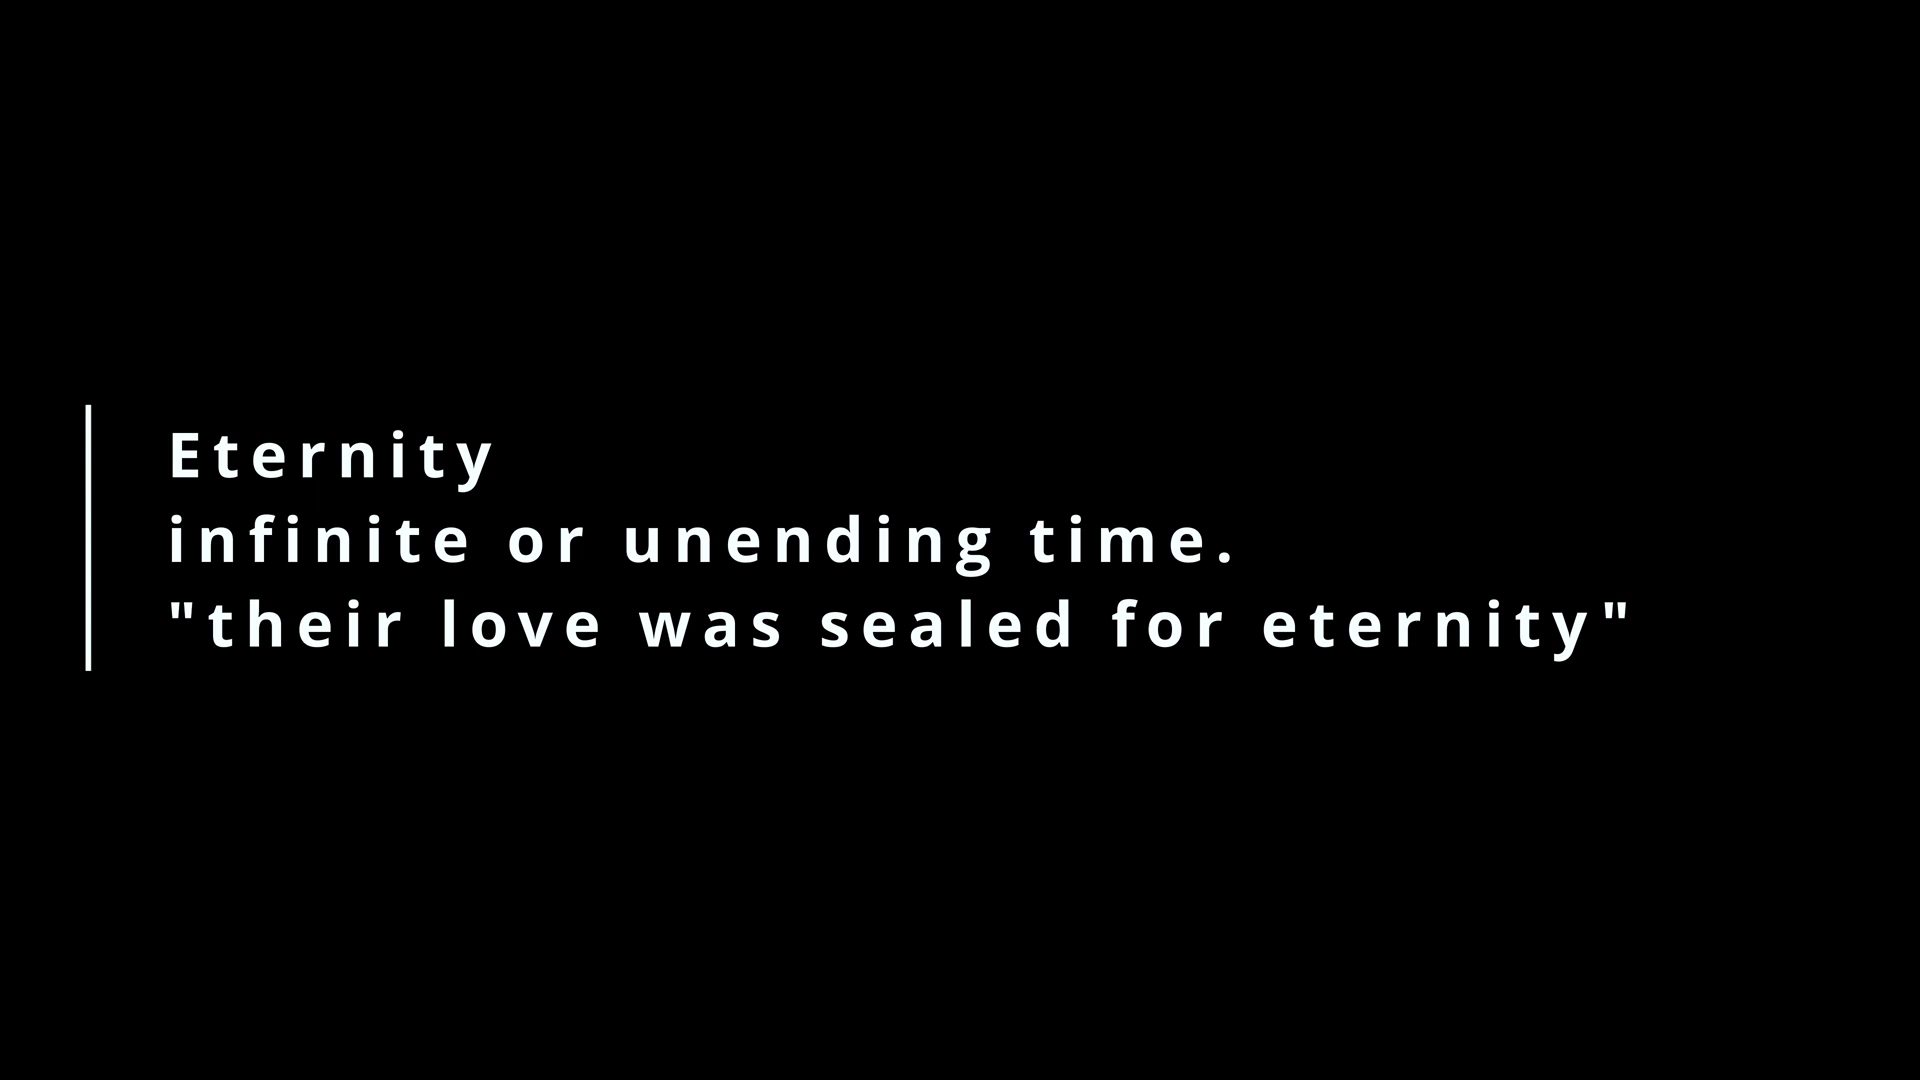 Eternity
infinite or unending time.
"their love was sealed for eternity"